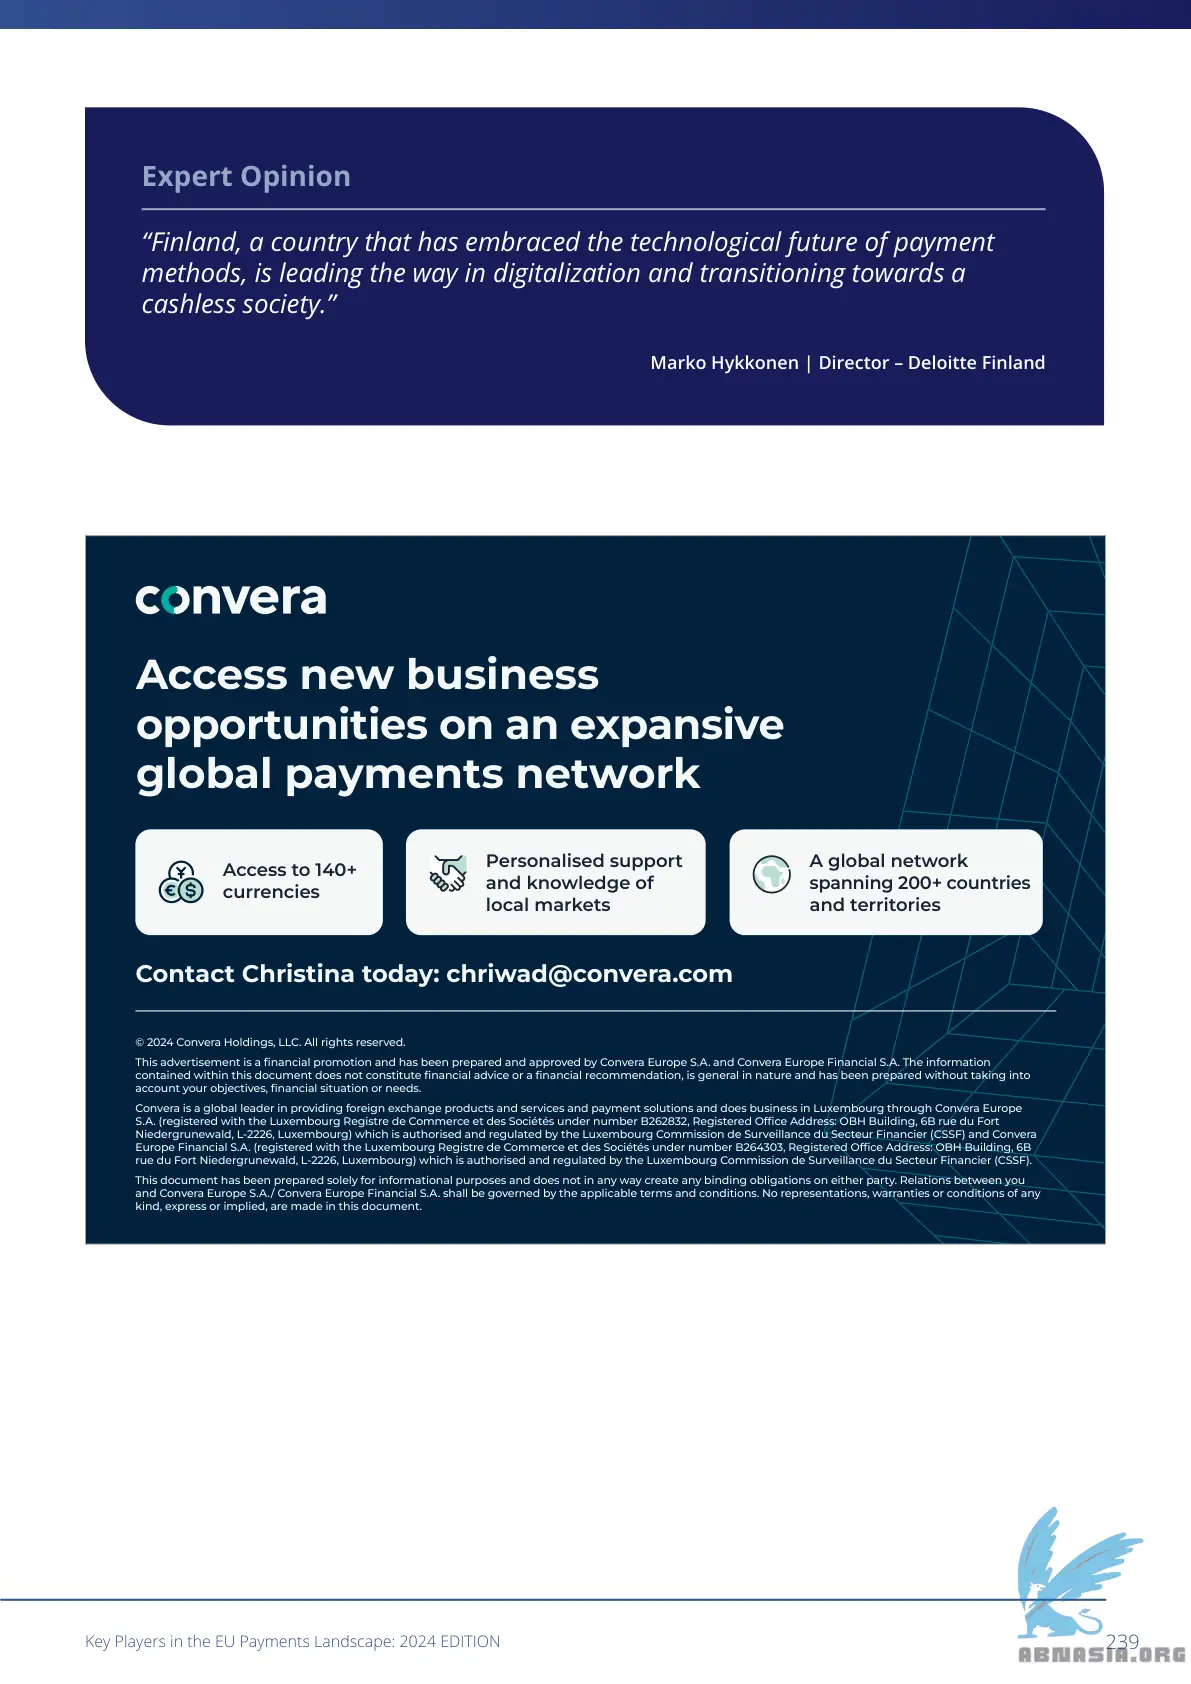 Expert Opinion
“Finland, a country that has embraced the technological future of payment
methods, is leading the way in digitalization and transitioning towards a
cashless society.”
Marko Hykkonen | Director – Deloitte Finland
convera
Access new business
opportunities on an expansive
global payments network
Access to 140+
currencies
Personalised support
and knowledge of
local markets
A global network
spanning 200+ countries
and territories
Contact Christina today: chriwad@convera.com
© 2024 Convera Holdings, LLC. All rights reserved.
This advertisement is a financial promotion and has been prepared and approved by Convera Europe S.A. and Convera Europe Financial S.A. The information
contained within this document does not constitute financial advice or a financial recommendation, is general in nature and has been prepared without taking into
account your objectives, financial situation or needs.
Convera is a global leader in providing foreign exchange products and services and payment solutions and does business in Luxembourg through Convera Europe
S.A. (registered with the Luxembourg Registre de Commerce et des Sociétés under number B262832, Registered Office Address: OBH Building, 6B rue du Fort
Niedergrunewald, L-2226, Luxembourg) which is authorised and regulated by the Luxembourg Commission de Surveillance du Secteur Financier (CSSF) and Convera
Europe Financial S.A. (registered with the Luxembourg Registre de Commerce et des Sociétés under number B264303, Registered Office Address: OBH Building, 6B
rue du Fort Niedergrunewald, L-2226, Luxembourg) which is authorised and regulated by the Luxembourg Commission de Surveillance du Secteur Financier (CSSF).
This document has been prepared solely for informational purposes and does not in any way create any binding obligations on either party. Relations between you
and Convera Europe S.A./ Convera Europe Financial S.A. shall be governed by the applicable terms and conditions. No representations, warranties or conditions of any
kind, express or implied, are made in this document.
Key Players in the EU Payments Landscape: 2024 EDITION
239
ABNASIA.ORG